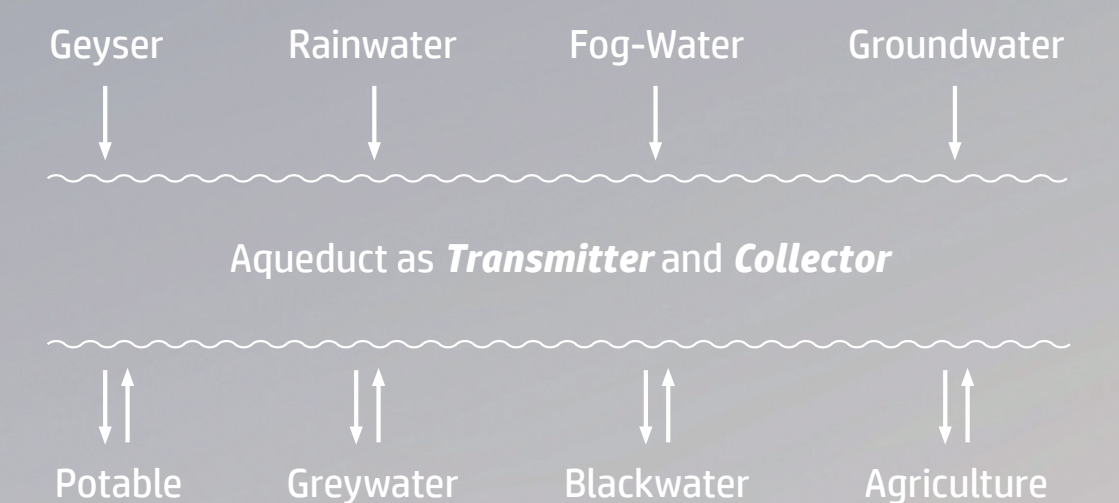 Geyser Rainwater Fog-Water Groundwater
Aqueduct as Transmitter and Collector
Potable Greywater Blackwater Agriculture